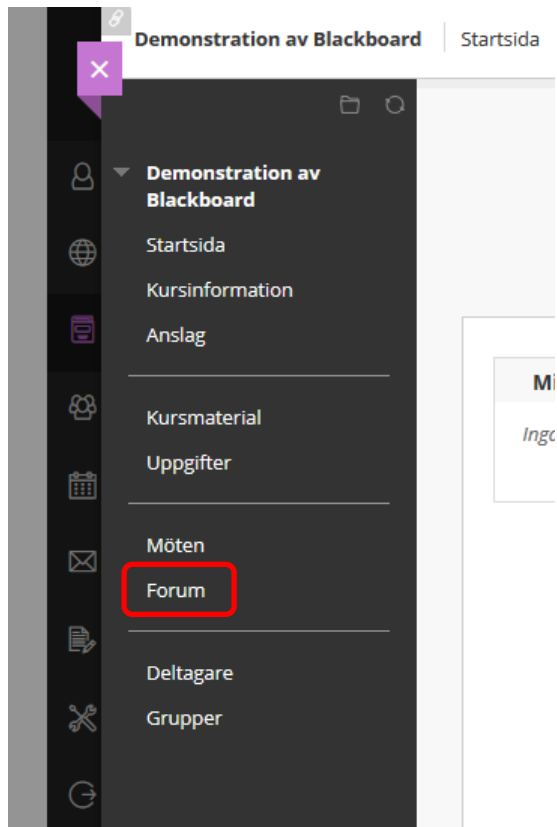 Demonstration av Blackboard
Startsida
Demonstration av
Blackboard
Startsida
Kursinformation
Anslag
Kursmaterial
Uppgifter
Möten
Forum
Deltagare
Grupper